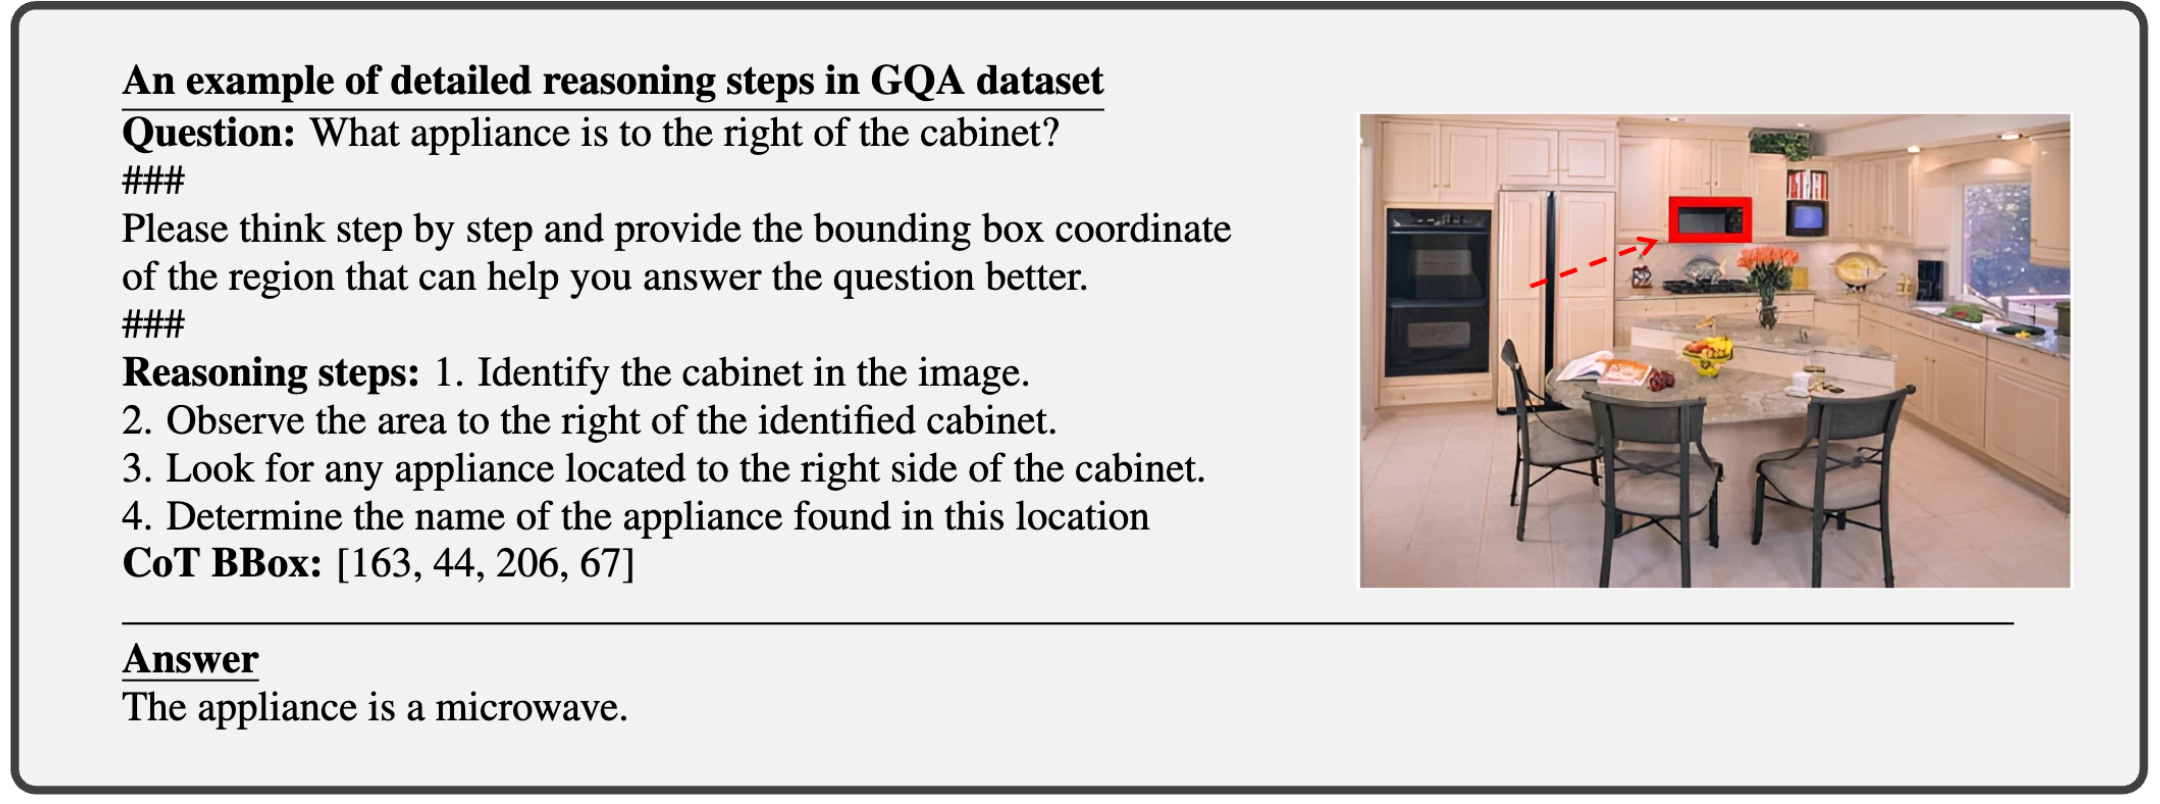 An example of detailed reasoning steps in GQA dataset
Question: What appliance is to the right of the cabinet?
###
Please think step by step and provide the bounding box coordinate
of the region that can help you answer the question better.
###
Reasoning steps: 1. Identify the cabinet in the image.
2. Observe the area to the right of the identified cabinet.
3. Look for any appliance located to the right side of the cabinet.
4. Determine the name of the appliance found in this location
CoT BBox: [163, 44, 206, 67]
Answer
The appliance is a microwave.